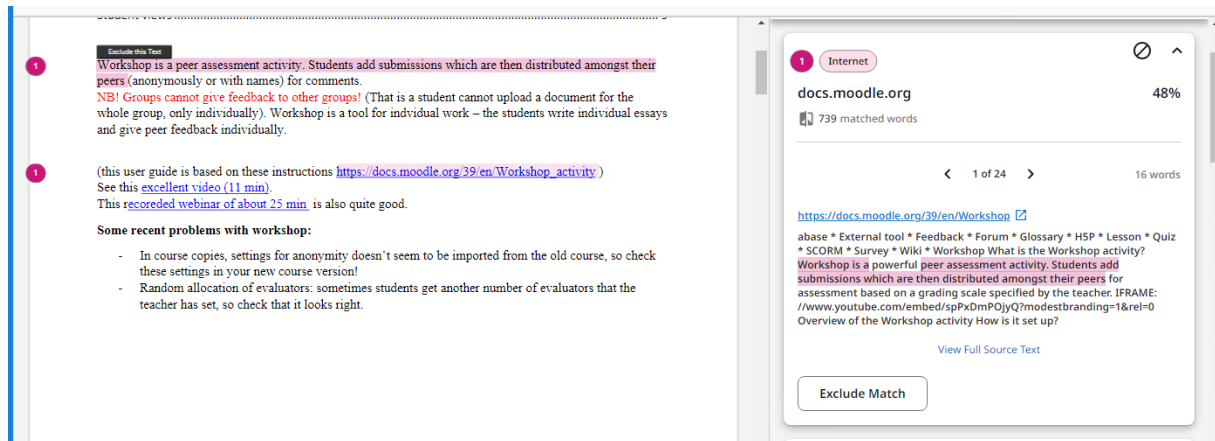 Student views 5
Exclude this Text
1
Workshop is a peer assessment activity. Students add submissions which are then distributed amongst their
peers (anonymously or with names) for comments.
NB! Groups cannot give feedback to other groups! (That is a student cannot upload a document for the
whole group, only individually). Workshop is a tool for indvidual work – the students write individual essays
and give peer feedback individually.
1
(this user guide is based on these instructions https://docs.moodle.org/39/en/Workshop_activity )
See this excellent video (11 min).
This recoreded webinar of about 25 min is also quite good.
Some recent problems with workshop:
- In course copies, settings for anonymity doesn't seem to be imported from the old course, so check
these settings in your new course version!
- Random allocation of evaluators: sometimes students get another number of evaluators that the
teacher has set, so check that it looks right.
1 Internet
docs.moodle.org 48%
739 matched words
1 of 24 16 words
https://docs.moodle.org/39/en/Workshop
abase * External tool * Feedback * Forum * Glossary * H5P * Lesson * Quiz
* SCORM * Survey * Wiki * Workshop What is the Workshop activity?
Workshop is a powerful peer assessment activity. Students add
submissions which are then distributed amongst their peers for
assessment based on a grading scale specified by the teacher. IFRAME:
//www.youtube.com/embed/spPxDmPOjyQ?modestbranding=1&rel=0
Overview of the Workshop activity How is it set up?
View Full Source Text
Exclude Match